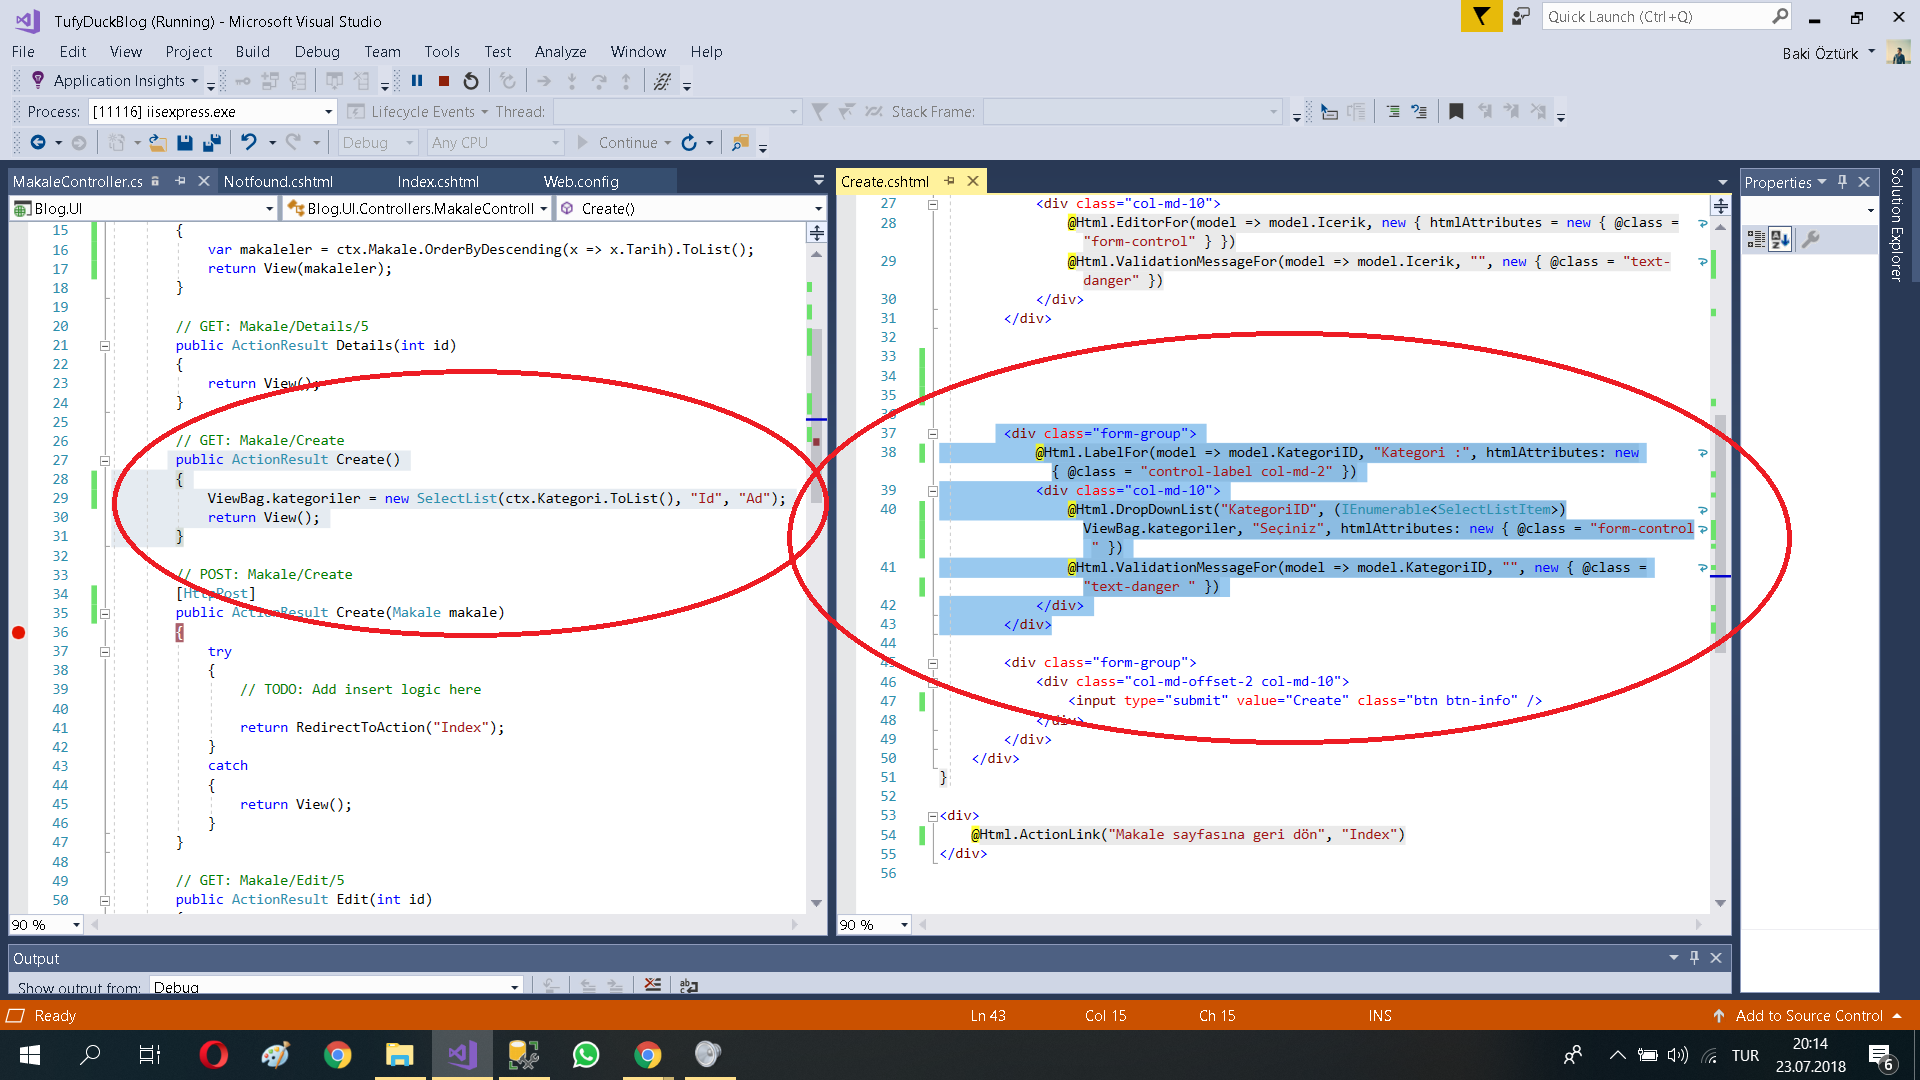 TufyDuckBlog (Running) - Microsoft Visual Studio
Quick Launch (Ctrl+Q)
File Edit View Project Build Debug Team Tools Test Analyze Window Help
Baki Öztürk
Application Insights
Process: [11116] iisexpress.exe Lifecycle Events Thread: Stack Frame:
Debug Any CPU Continue
MakaleController.cs Notfound.cshtml Index.cshtml Web.config
Blog.UI Blog.UI.Controllers.MakaleControll Create()
15 {
16 var makaleler = ctx.Makale.OrderByDescending(x => x.Tarih).ToList();
17 return View(makaleler);
18 }
19
20 // GET: Makale/Details/5
21 public ActionResult Details(int id)
22 {
23 return View();
24 }
25
26 // GET: Makale/Create
27 public ActionResult Create()
28 {
29 ViewBag.kategoriler = new SelectList(ctx.Kategori.ToList(), "Id", "Ad");
30 return View();
31 }
32
33 // POST: Makale/Create
34 [HttpPost]
35 public ActionResult Create(Makale makale)
36 {
37 try
38 {
39 // TODO: Add insert logic here
40
41 return RedirectToAction("Index");
42 }
43 catch
44 {
45 return View();
46 }
47 }
48
49 // GET: Makale/Edit/5
50 public ActionResult Edit(int id)
90 %
Create.cshtml
27 <div class="col-md-10">
28 @Html.EditorFor(model => model.Icerik, new { htmlAttributes = new { @class =
"form-control" } })
29 @Html.ValidationMessageFor(model => model.Icerik, "", new { @class = "text-
danger" })
30 </div>
31 </div>
32
33
34
35
36
37 <div class="form-group">
38 @Html.LabelFor(model => model.KategoriID, "Kategori :", htmlAttributes: new
{ @class = "control-label col-md-2" })
39 <div class="col-md-10">
40 @Html.DropDownList("KategoriID", (IEnumerable<SelectListItem>)
ViewBag.kategoriler, "Seçiniz", htmlAttributes: new { @class = "form-control
" })
41 @Html.ValidationMessageFor(model => model.KategoriID, "", new { @class =
"text-danger " })
42 </div>
43 </div>
44
45 <div class="form-group">
46 <div class="col-md-offset-2 col-md-10">
47 <input type="submit" value="Create" class="btn btn-info" />
48 </div>
49 </div>
50 </div>
51 }
52
53 <div>
54 @Html.ActionLink("Makale sayfasına geri dön", "Index")
55 </div>
56
90 %
Properties
Solution Explorer
Output
Show output from: Debug
Ready Ln 43 Col 15 Ch 15 INS Add to Source Control
TUR
20:14
23.07.2018
6